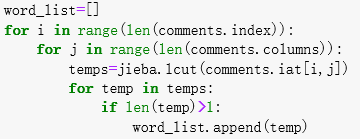 word_list=[]
for i in range(len(comments.index)):
    for j in range(len(comments.columns)):
        temps=jieba.lcut(comments.iat[i,j])
        for temp in temps:
            if len(temp)>1:
                word_list.append(temp)